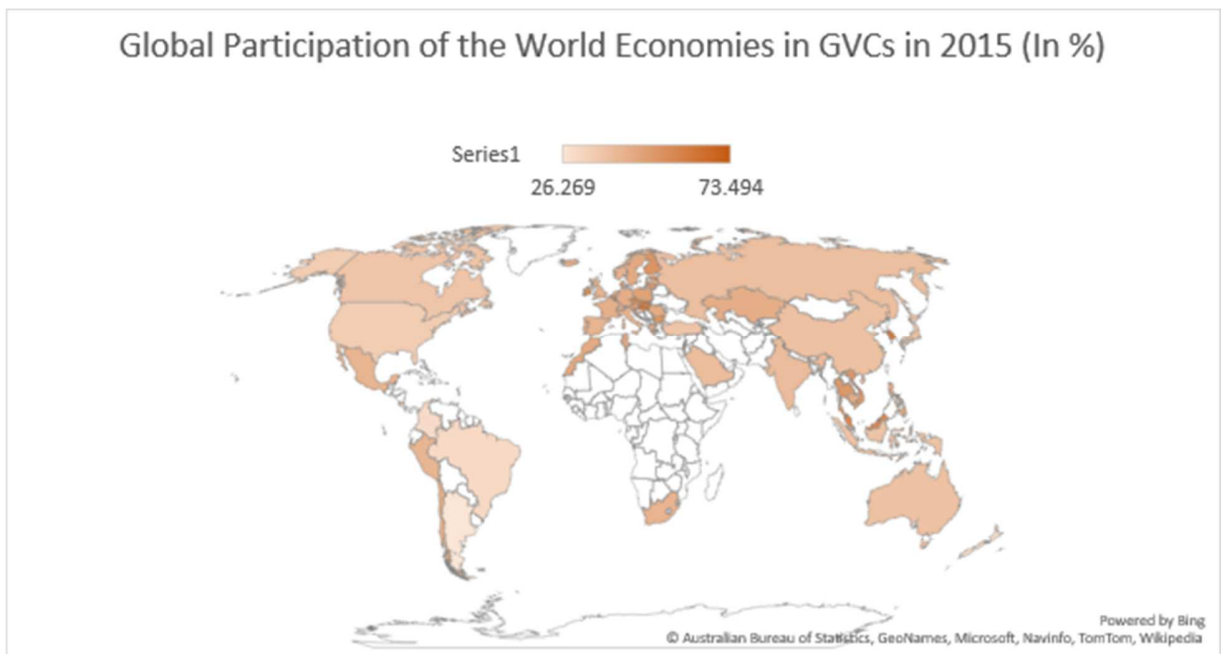 Global Participation of the World Economies in GVCs in 2015 (In %)
Series1
26.269 73.494
Powered by Bing
© Australian Bureau of Statistics, GeoNames, Microsoft, Navinfo, TomTom, Wikipedia